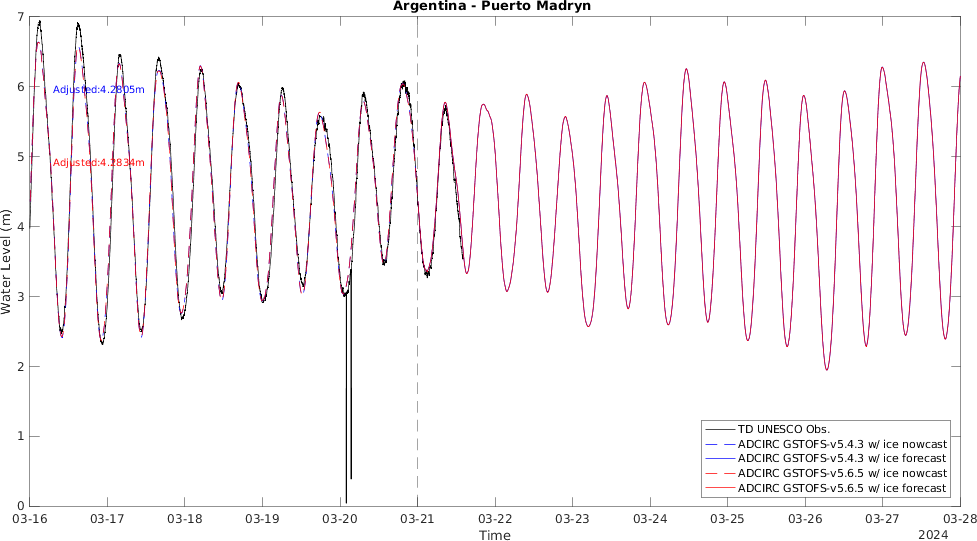 Argentina - Puerto Madryn
7
6
5
4
3
2
1
0
Water Level (m)
Adjusted:4.2805m
Adjusted:4.2834m
TD UNESCO Obs.
ADCIRC GSTOFS-v5.4.3 w/ ice nowcast
ADCIRC GSTOFS-v5.4.3 w/ ice forecast
ADCIRC GSTOFS-v5.6.5 w/ ice nowcast
ADCIRC GSTOFS-v5.6.5 w/ ice forecast
03-16 03-17 03-18 03-19 03-20 03-21 03-22 03-23 03-24 03-25 03-26 03-27 03-28
Time
2024